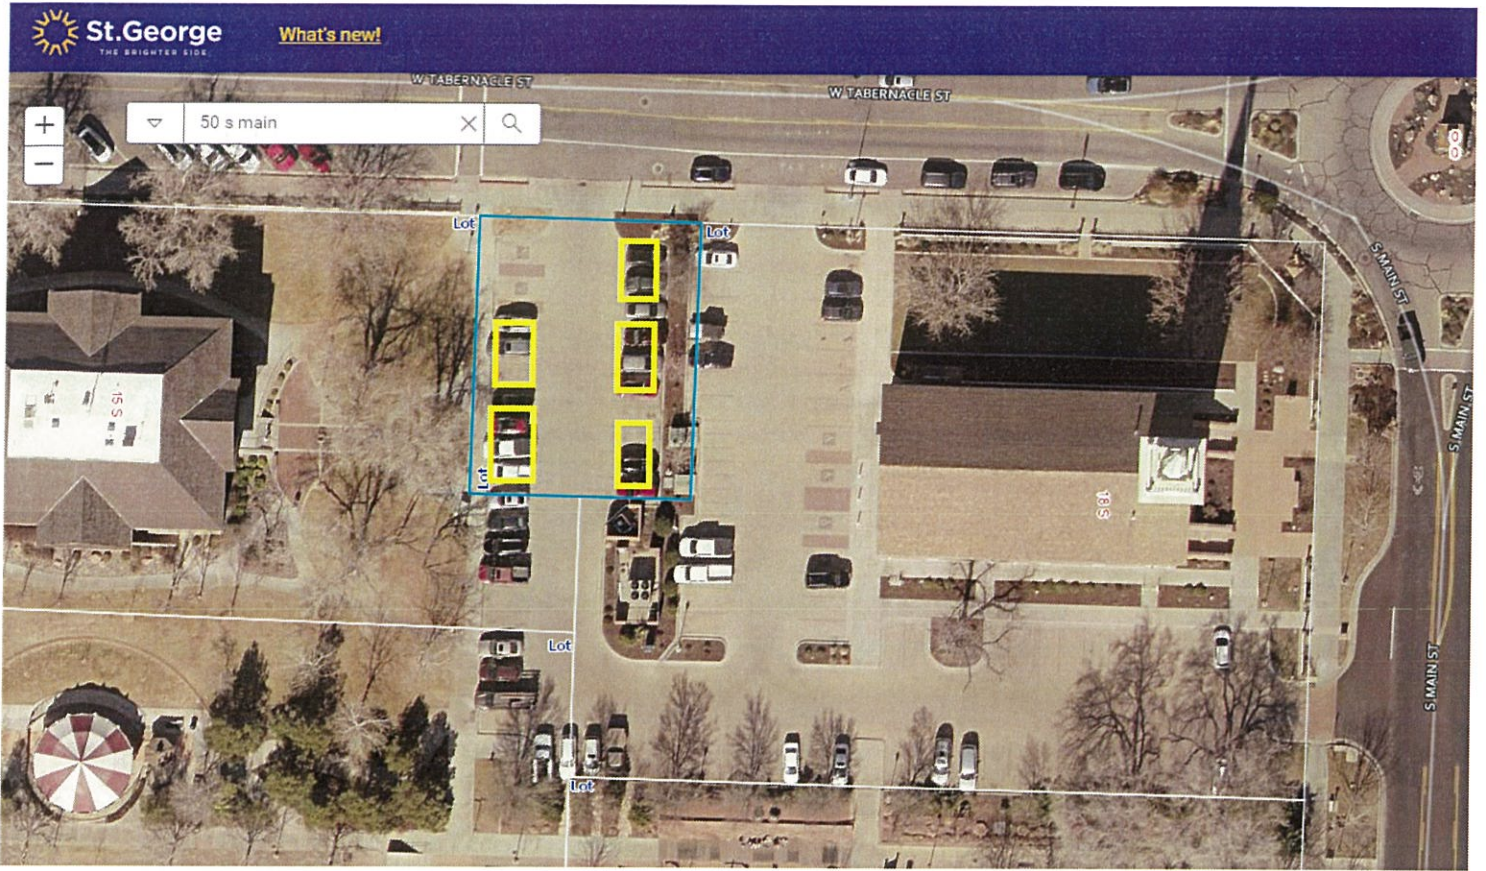 St.George
THE BRIGHTER SIDE.
What's new!
W TABERNACLE ST
W TABERNACLE ST
50 s main
Lot
Lot
S MAIN ST
S MAIN ST
15 S
Lot
18 S
Lot
S MAIN ST
Lot